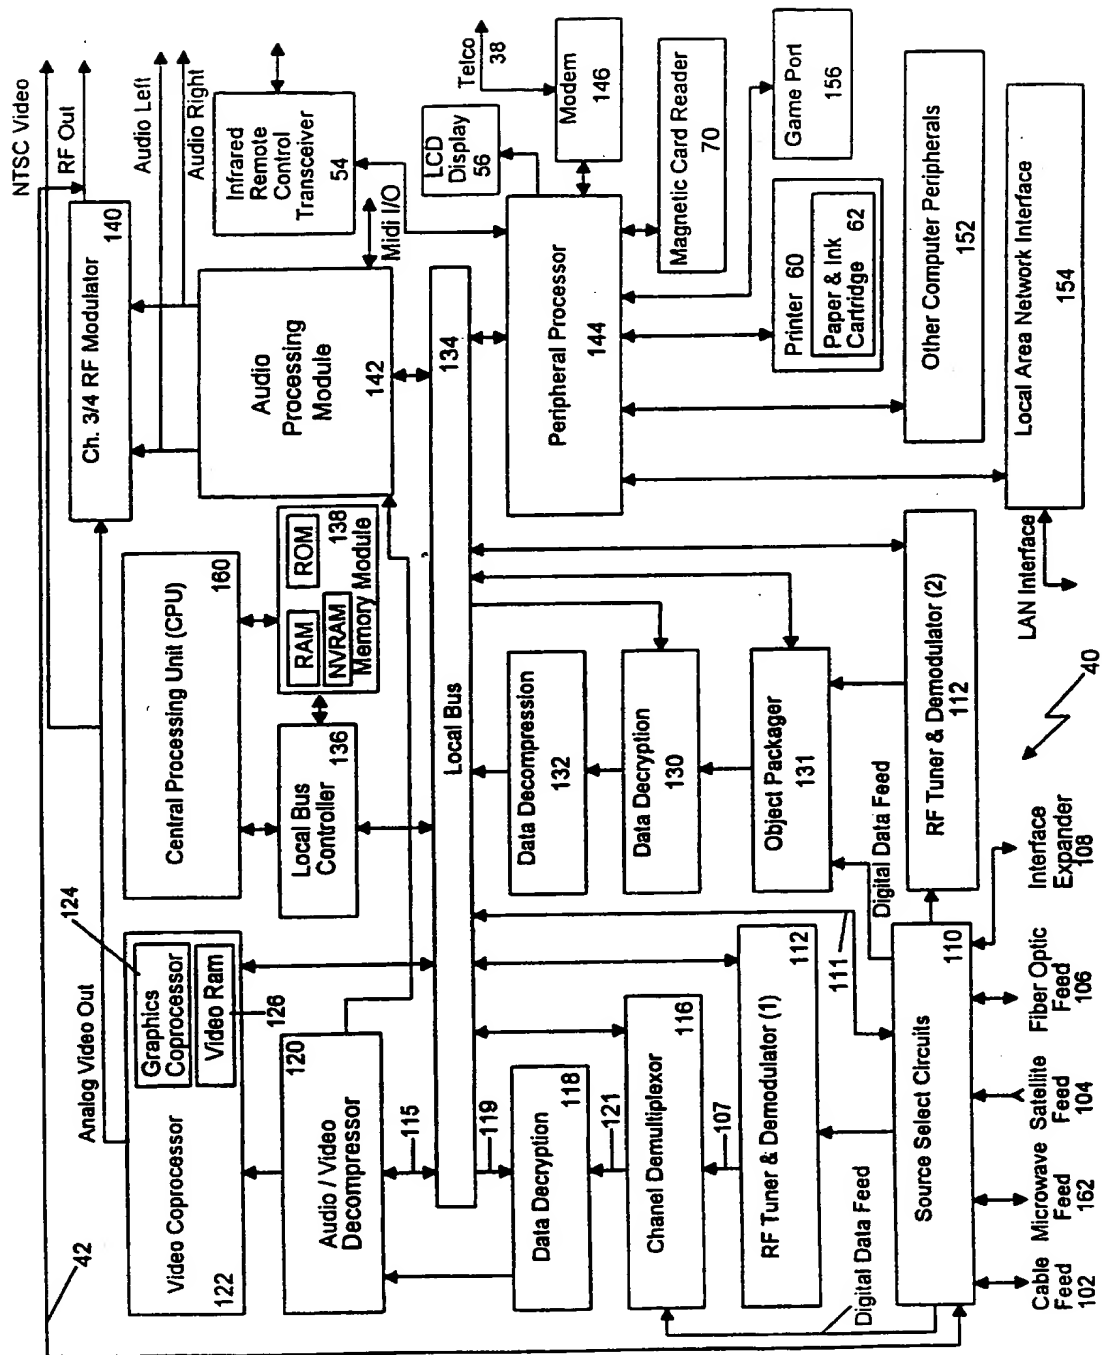 NTSC Video
RF Out
Audio Left
Audio Right
Ch. 3/4 RF Modulator
140
Infrared
Remote
Control
Transceiver
54
Midi I/O
Audio
Processing
Module
142
Telco
38
LCD
Display
56
Modem
146
Magnetic Card Reader
70
Game Port
156
Printer 60
Paper & Ink
Cartridge 62
Other Computer Peripherals
152
Local Area Network Interface
154
LAN Interface
Peripheral Processor
144
134
Local Bus
Central Processing Unit (CPU)
160
RAM
ROM
NVRAM
138
Memory Module
Local Bus
Controller
136
Analog Video Out
124
Graphics
Coprocessor
Video Ram
126
Video Coprocessor
122
42
Audio / Video
Decompressor
120
115
119
Data Decryption
118
121
Chanel Demultiplexor
116
107
RF Tuner & Demodulator (1)
112
111
Data Decompression
132
Data Decryption
130
Object Packager
131
Digital Data Feed
RF Tuner & Demodulator (2)
112
Digital Data Feed
Source Select Circuits
110
Cable
Feed
102
Microwave
Feed
162
Satellite
Feed
104
Fiber Optic
Feed
106
Interface
Expander
108
40